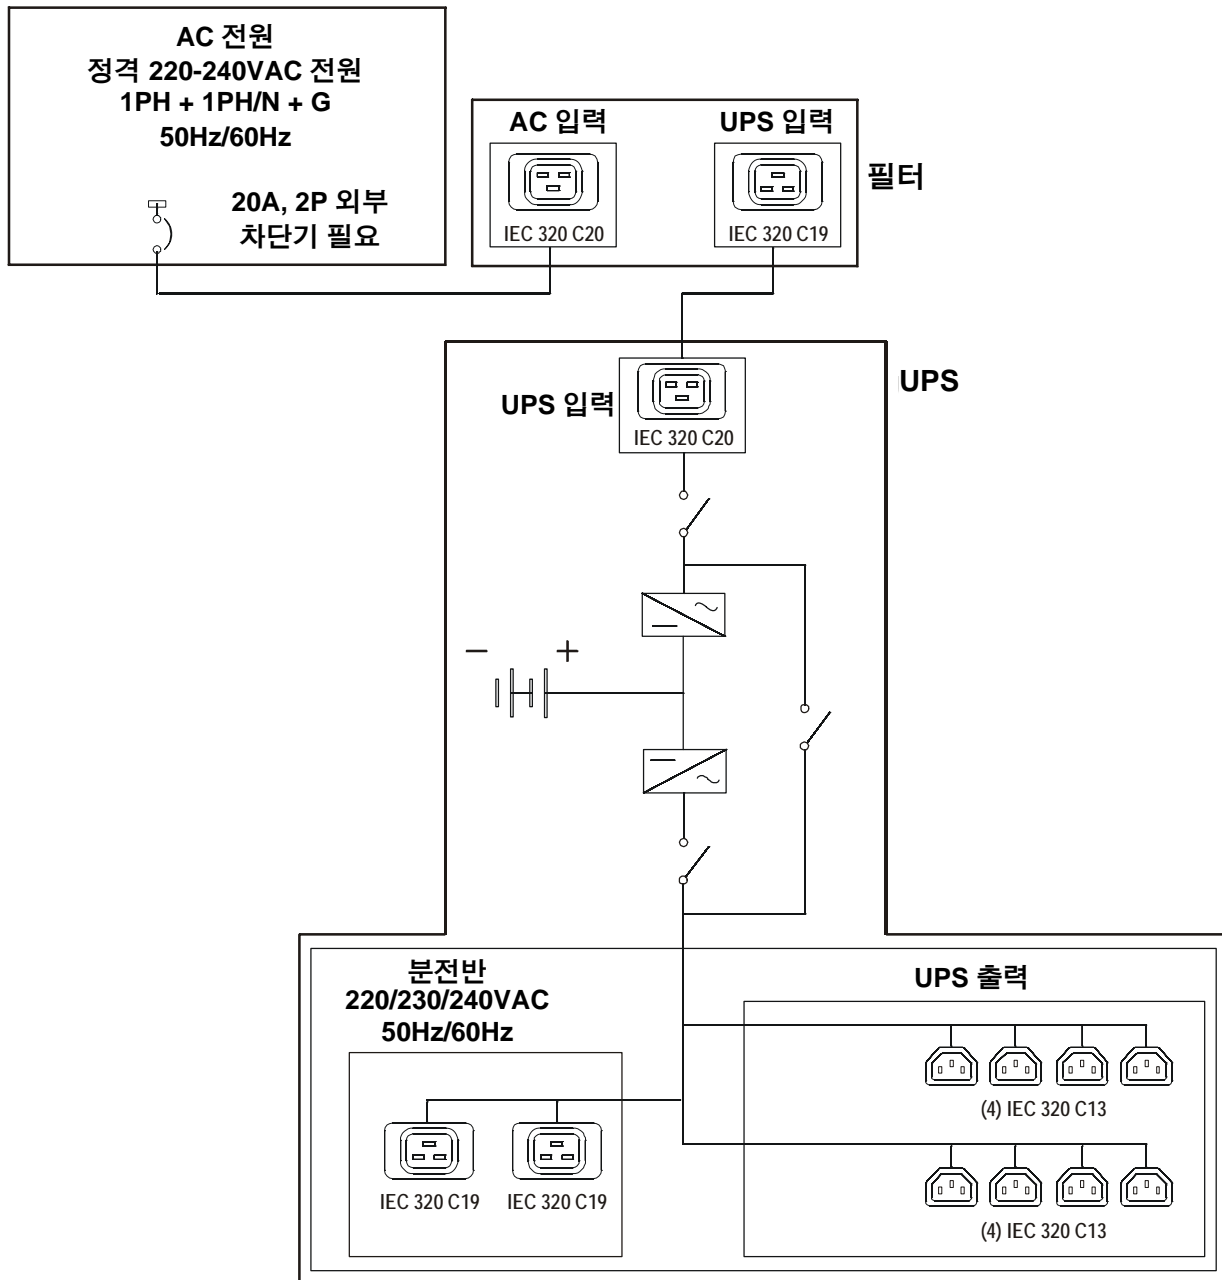 AC 전원
정격 220-240VAC 전원
1PH + 1PH/N + G
50Hz/60Hz
20A, 2P 외부
차단기 필요
AC 입력
UPS 입력
필터
IEC 320 C20
IEC 320 C19
UPS
UPS 입력
IEC 320 C20
− +
분전반
220/230/240VAC
50Hz/60Hz
UPS 출력
(4) IEC 320 C13
IEC 320 C19
IEC 320 C19
(4) IEC 320 C13